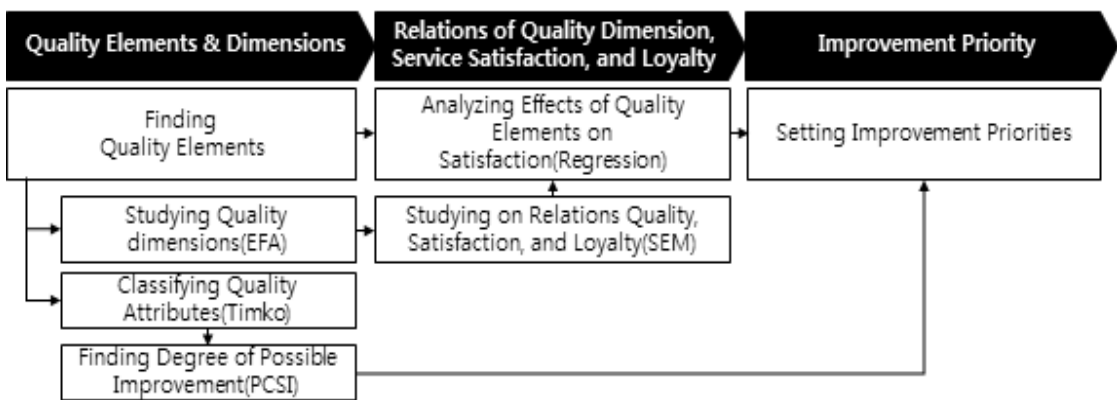 Quality Elements & Dimensions
Relations of Quality Dimension,
Service Satisfaction, and Loyalty
Improvement Priority
Finding
Quality Elements
Analyzing Effects of Quality
Elements on
Satisfaction(Regression)
Setting Improvement Priorities
Studying Quality
dimensions(EFA)
Studying on Relations Quality,
Satisfaction, and Loyalty(SEM)
Classifying Quality
Attributes(Timko)
Finding Degree of Possible
Improvement(PCSI)